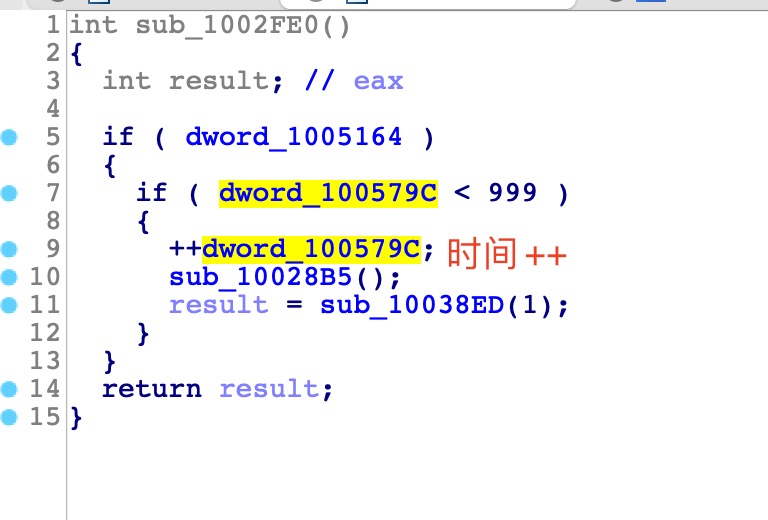 1 int sub_1002FE0()
2 {
3 int result; // eax
4
5 if ( dword_1005164 )
6 {
7 if ( dword_100579C < 999 )
8 {
9 ++dword_100579C; 时间 ++
10 sub_10028B5();
11 result = sub_10038ED(1);
12 }
13 }
14 return result;
15 }